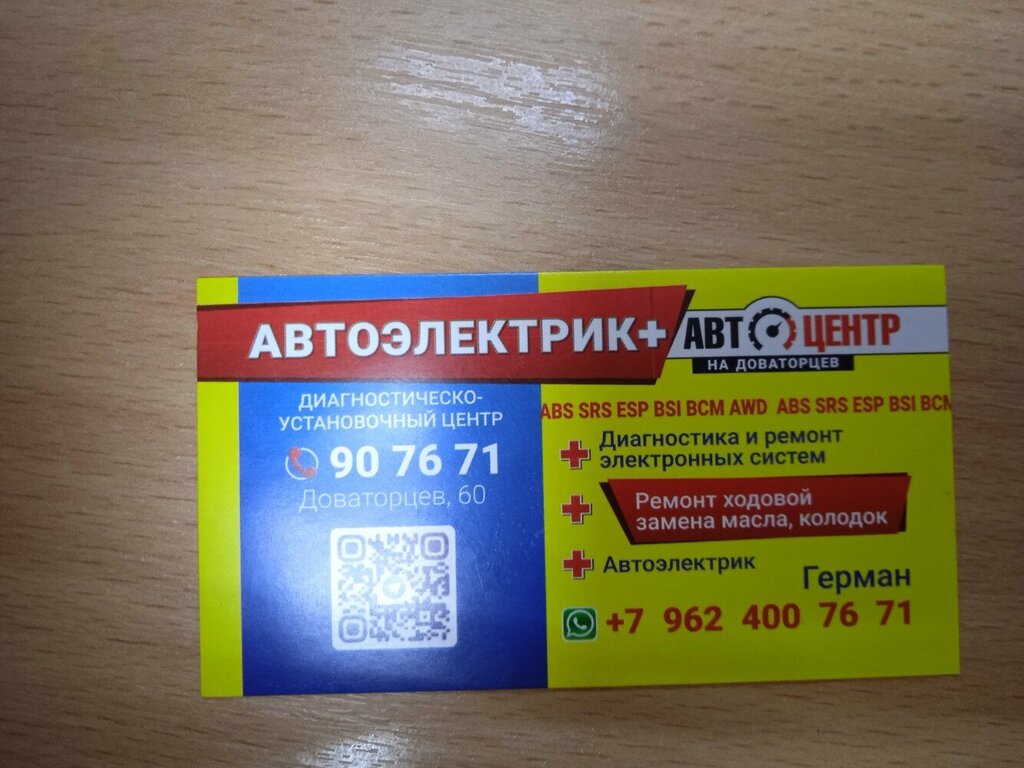 АВТОЭЛЕКТРИК+
АВТОЦЕНТР
НА ДОВАТОРЦЕВ
ДИАГНОСТИЧЕСКО-
УСТАНОВОЧНЫЙ ЦЕНТР
90 76 71
Доваторцев, 60
ABS SRS ESP BSI BCM AWD ABS SRS ESP BSI BCM
Диагностика и ремонт
электронных систем
Ремонт ходовой
замена масла, колодок
Автоэлектрик
Герман
+7 962 400 76 71